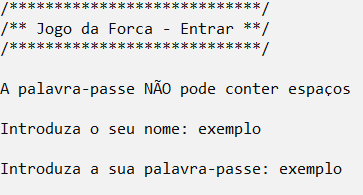 /****************************/
/** Jogo da Forca - Entrar **/
/****************************/
A palavra-passe NÃO pode conter espaços
Introduza o seu nome: exemplo
Introduza a sua palavra-passe: exemplo